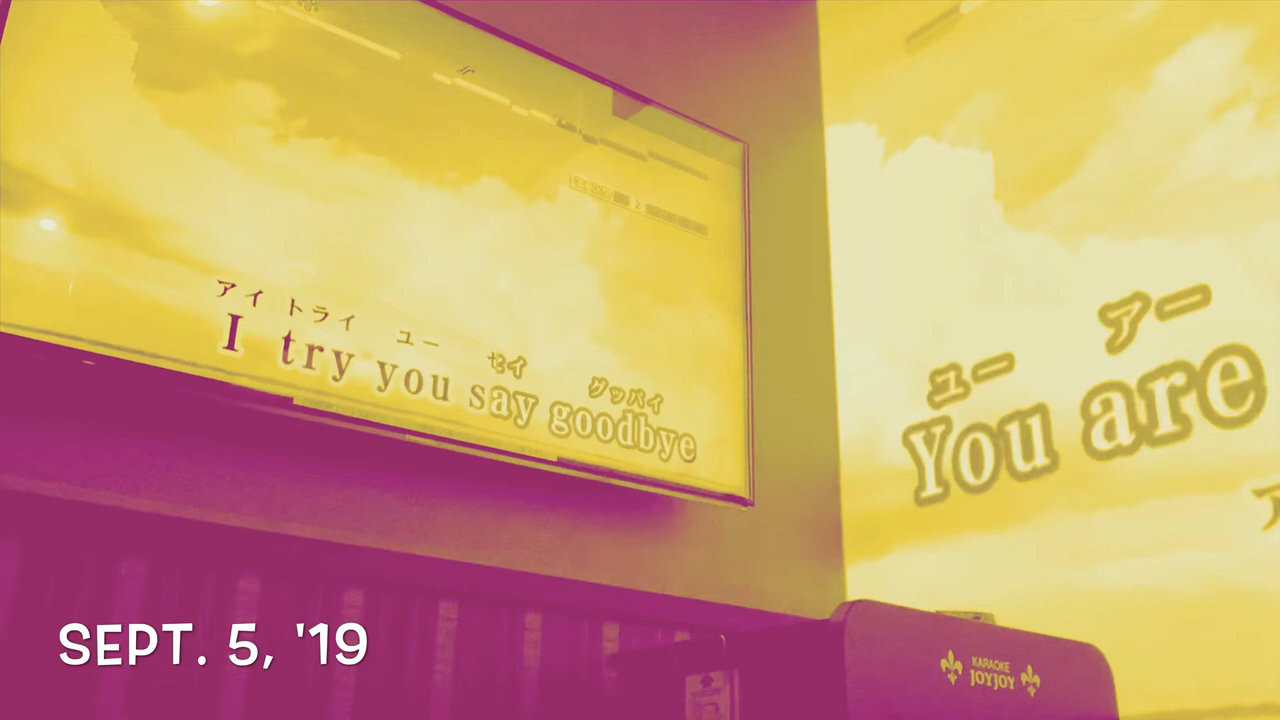 アイ トライ ユー セイ グッバイ
I try you say goodbye
ユー アー
You are
SEPT. 5, '19
KARAOKE
JOYJOY